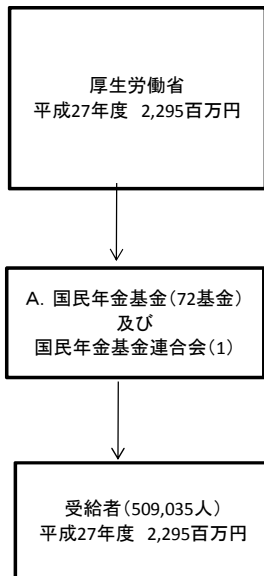 厚生労働省
平成27年度 2,295百万円
A. 国民年金基金(72基金)
及び
国民年金基金連合会(1)
受給者(509,035人)
平成27年度 2,295百万円